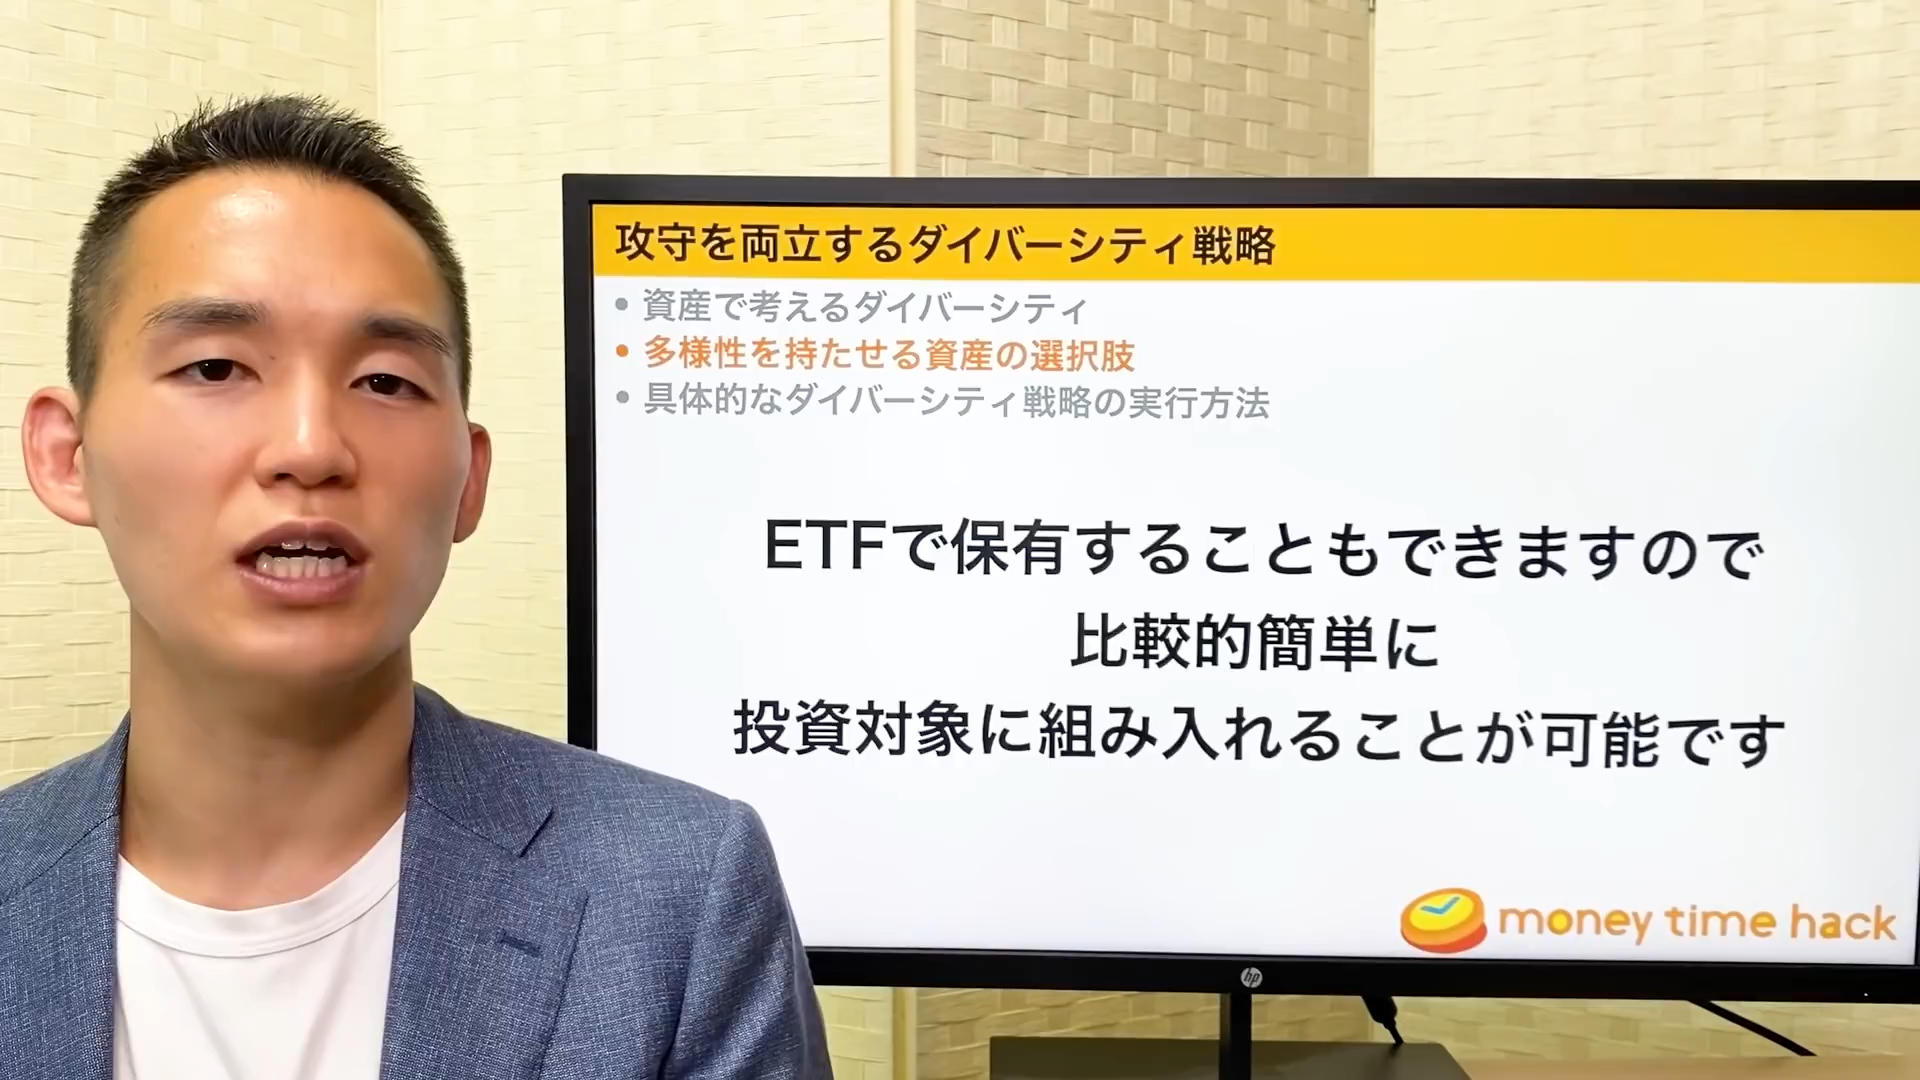 攻守を両立するダイバーシティ戦略
• 資産で考えるダイバーシティ
• 多様性を持たせる資産の選択肢
• 具体的なダイバーシティ戦略の実行方法
ETFで保有することもできますので
比較的簡単に
投資対象に組み入れることが可能です
money time hack
hp